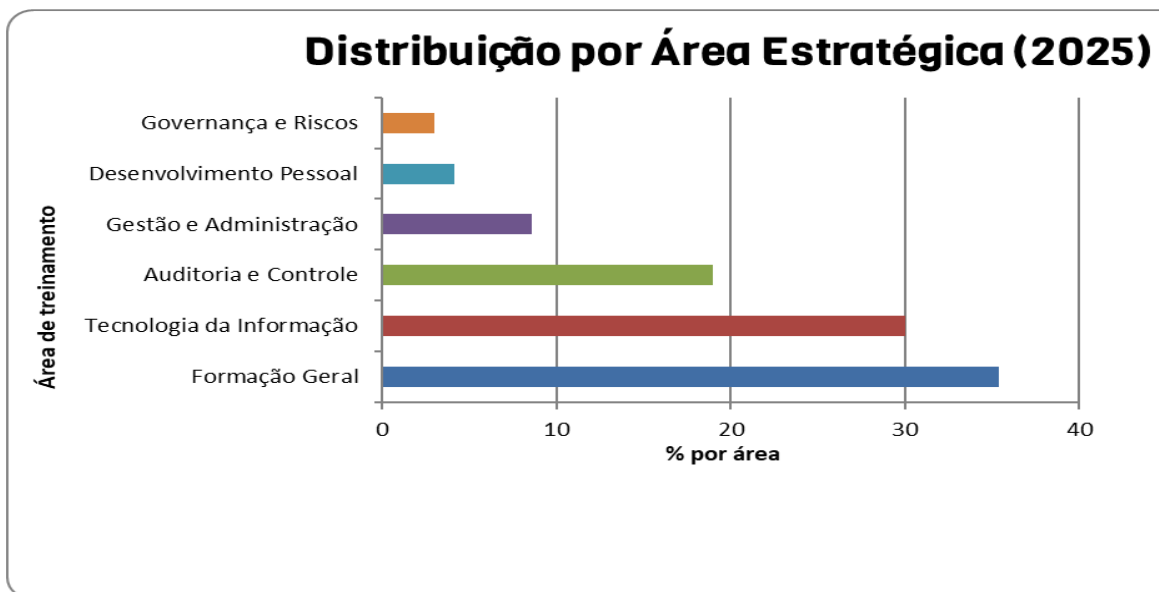 Distribuição por Área Estratégica (2025)
Área de treinamento
Governança e Riscos
Desenvolvimento Pessoal
Gestão e Administração
Auditoria e Controle
Tecnologia da Informação
Formação Geral
0 10 20 30 40
% por área